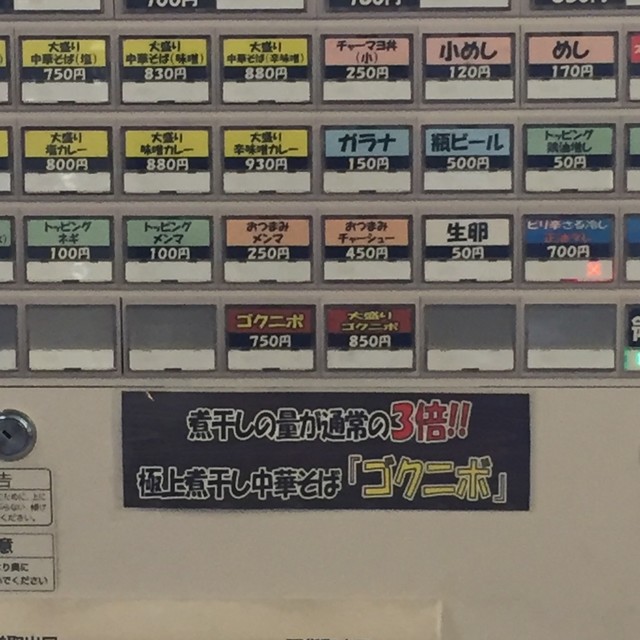 大盛り 中華そば(塩) 750円
大盛り 中華そば(味噌) 830円
大盛り 中華そば(辛味噌) 880円
チャーマヨ丼 (小) 250円
小めし 120円
めし 170円
大盛り 塩カレー 800円
大盛り 味噌カレー 880円
大盛り 辛味噌カレー 930円
ガラナ 150円
瓶ビール 500円
トッピング 50円
トッピング ネギ 100円
トッピング メンマ 100円
おつまみ メンマ 250円
おつまみ チャーシュー 450円
生卵 50円
ピリ辛ざる冷し 700円
ゴクニボ 750円
大盛り ゴクニボ 850円
煮干しの量が通常の3倍!!
極上煮干し中華そば『ゴクニボ』